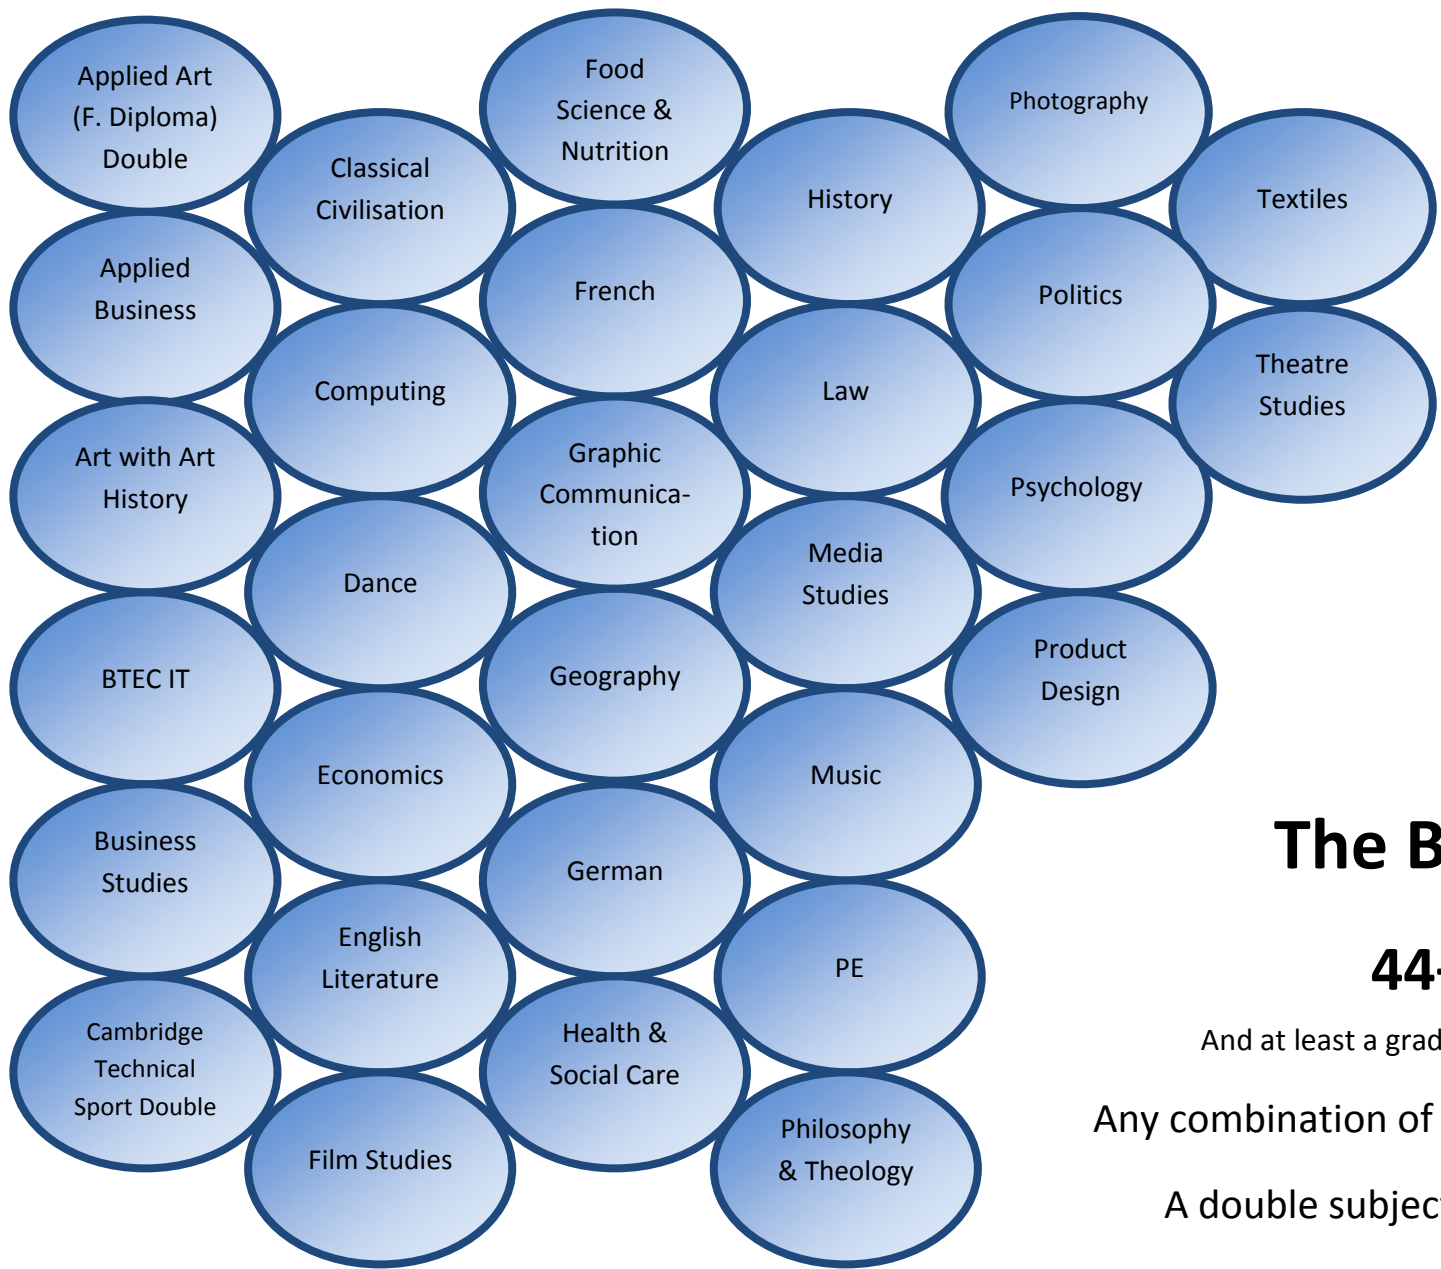 Applied Art
(F. Diploma)
Double
Applied
Business
Art with Art
History
BTEC IT
Business
Studies
Cambridge
Technical
Sport Double
Classical
Civilisation
Computing
Dance
Economics
English
Literature
Film Studies
Food
Science &
Nutrition
French
Graphic
Communica-
tion
Geography
German
Health &
Social Care
History
Law
Media
Studies
Music
PE
Philosophy
& Theology
Photography
Politics
Psychology
Product
Design
Textiles
Theatre
Studies
The B
44-
And at least a grad
Any combination of
A double subject